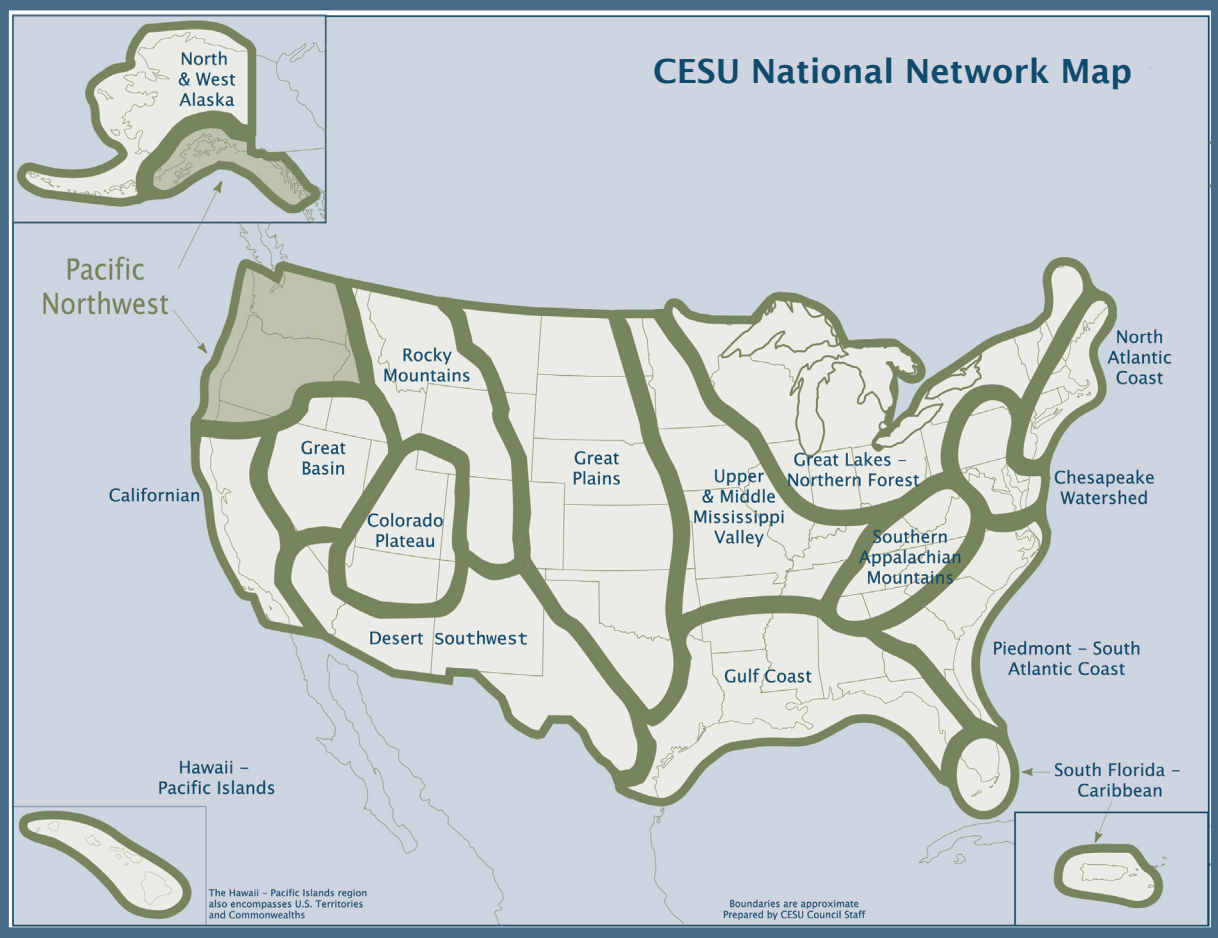 North
& West
Alaska
CESU National Network Map
Pacific
Northwest
Rocky
Mountains
North
Atlantic
Coast
Great
Basin
Great
Plains
Great Lakes –
Northern Forest
Upper
& Middle
Mississippi
Valley
Chesapeake
Watershed
Californian
Colorado
Plateau
Southern
Appalachian
Mountains
Desert Southwest
Gulf Coast
Piedmont – South
Atlantic Coast
Hawaii –
Pacific Islands
South Florida –
Caribbean
The Hawaii – Pacific Islands region
also encompasses U.S. Territories
and Commonwealths
Boundaries are approximate
Prepared by CESU Council Staff